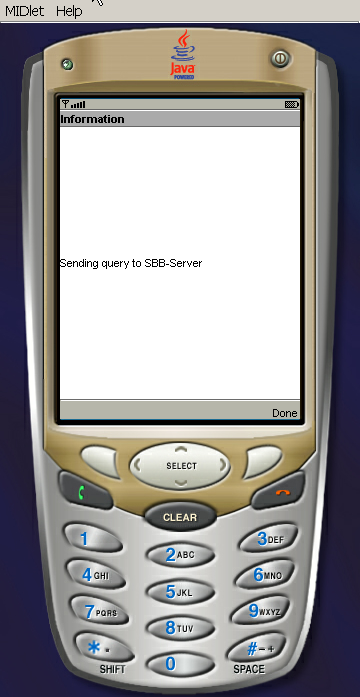 MIDlet Help
Java
POWERED
Information
Sending query to SBB-Server
Done
SELECT
CLEAR
1
2 ABC
3 DEF
4 GHI
5 JKL
6 MNO
7 PQRS
8 TUV
9 WXYZ
* .
0
# - +
SHIFT
SPACE